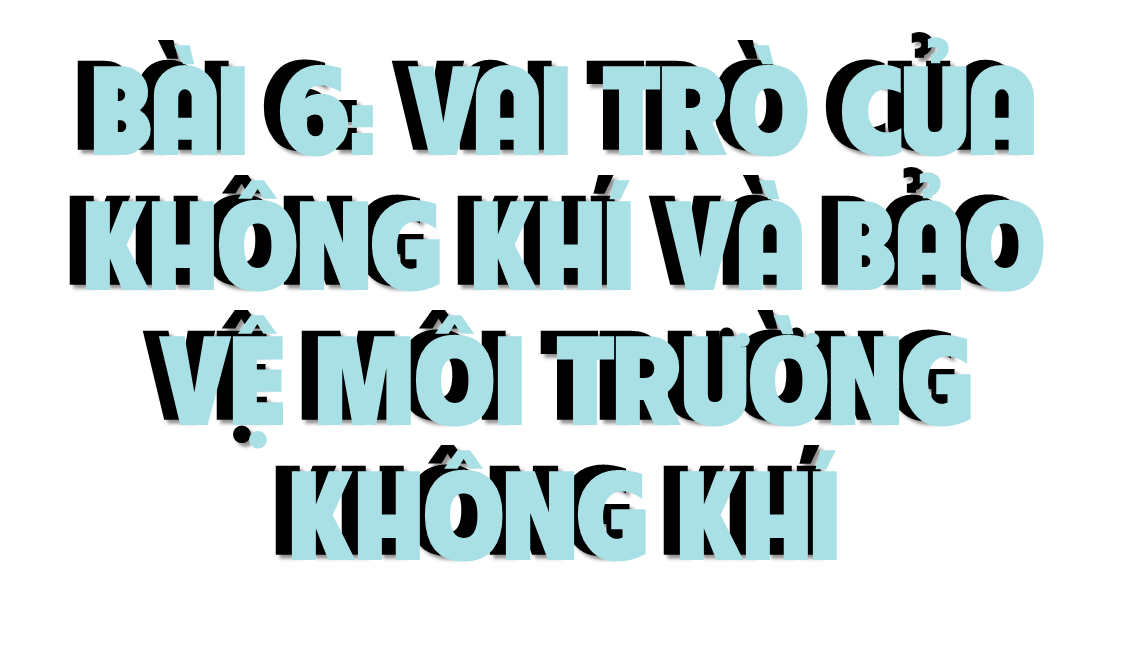 BÀI 6: VAI TRÒ CỦA
KHÔNG KHÍ VÀ BẢO
VỆ MÔI TRƯỜNG
KHÔNG KHÍ